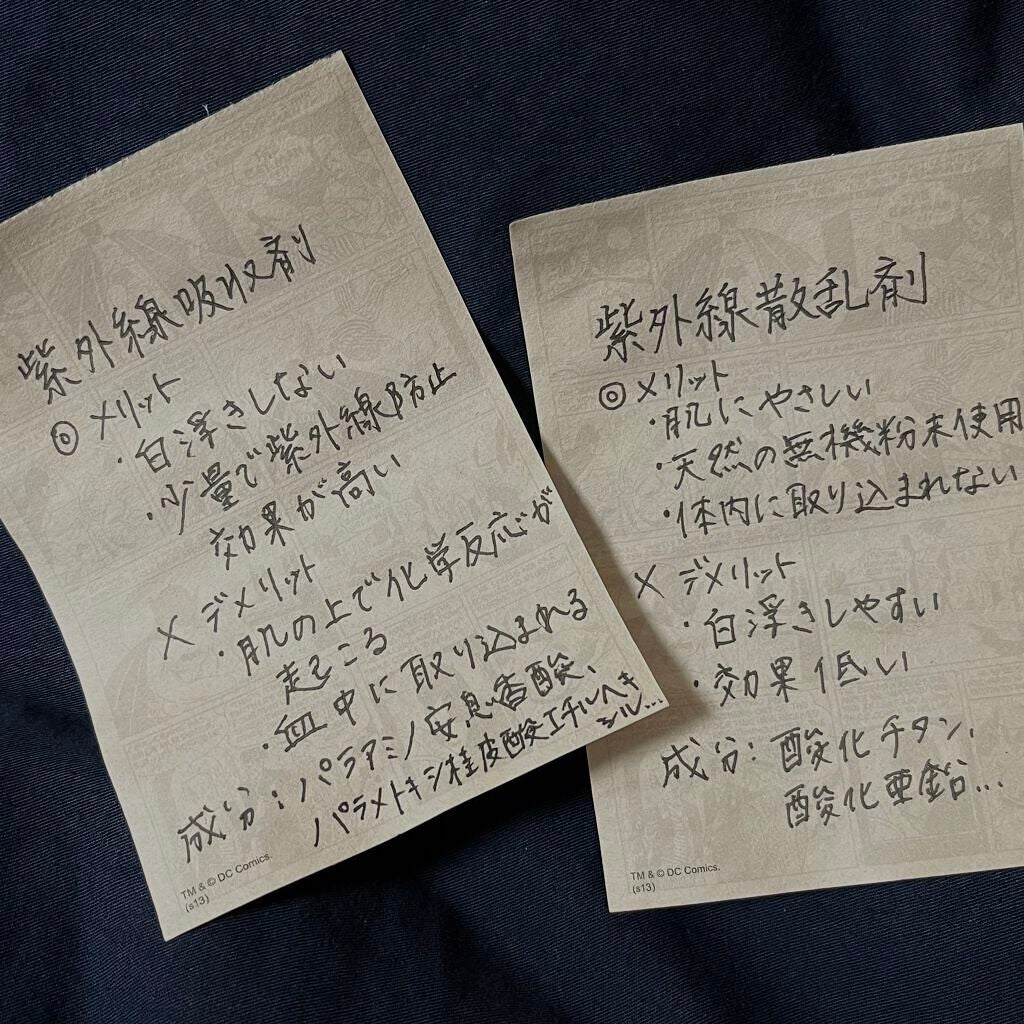 紫外線吸収剤
◎メリット
・白浮きしない
・少量で紫外線防止
効果が高い
× デメリット
・肌の上で化学反応が
起こる
・血中に取り込まれる
成分：パラアミノ安息香酸、
パラメトキシ桂皮酸エチルヘキ
シル...
TM & © DC Comics.
(s13)
紫外線散乱剤
◎メリット
・肌にやさしい
・天然の無機粉末使用
・体内に取り込まれない
× デメリット
・白浮きしやすい
・効果低い
成分：酸化チタン、
酸化亜鉛...
TM & © DC Comics.
(s13)